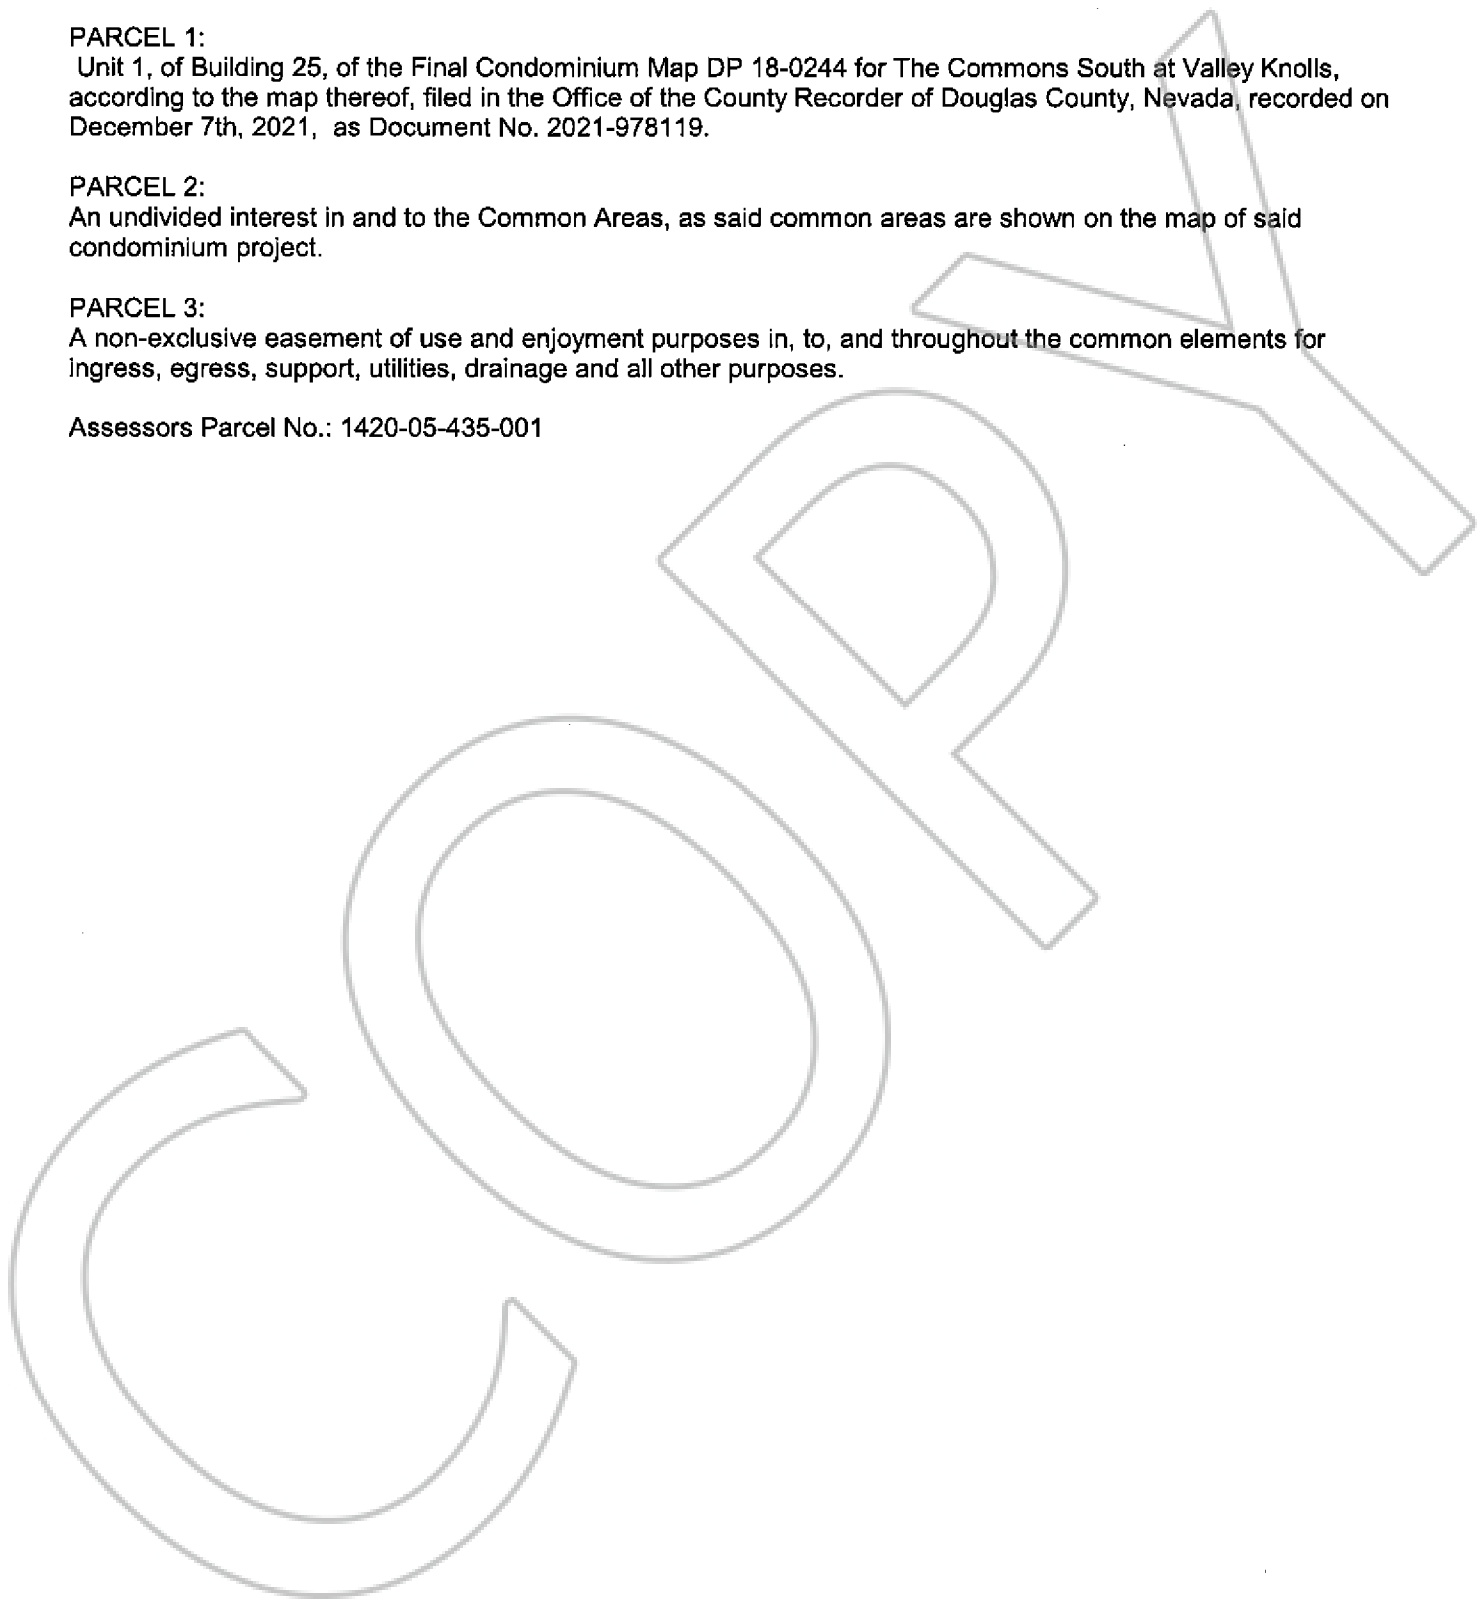 PARCEL 1:
Unit 1, of Building 25, of the Final Condominium Map DP 18-0244 for The Commons South at Valley Knolls,
according to the map thereof, filed in the Office of the County Recorder of Douglas County, Nevada, recorded on
December 7th, 2021, as Document No. 2021-978119.
PARCEL 2:
An undivided interest in and to the Common Areas, as said common areas are shown on the map of said
condominium project.
PARCEL 3:
A non-exclusive easement of use and enjoyment purposes in, to, and throughout the common elements for
ingress, egress, support, utilities, drainage and all other purposes.
Assessors Parcel No.: 1420-05-435-001
COPY